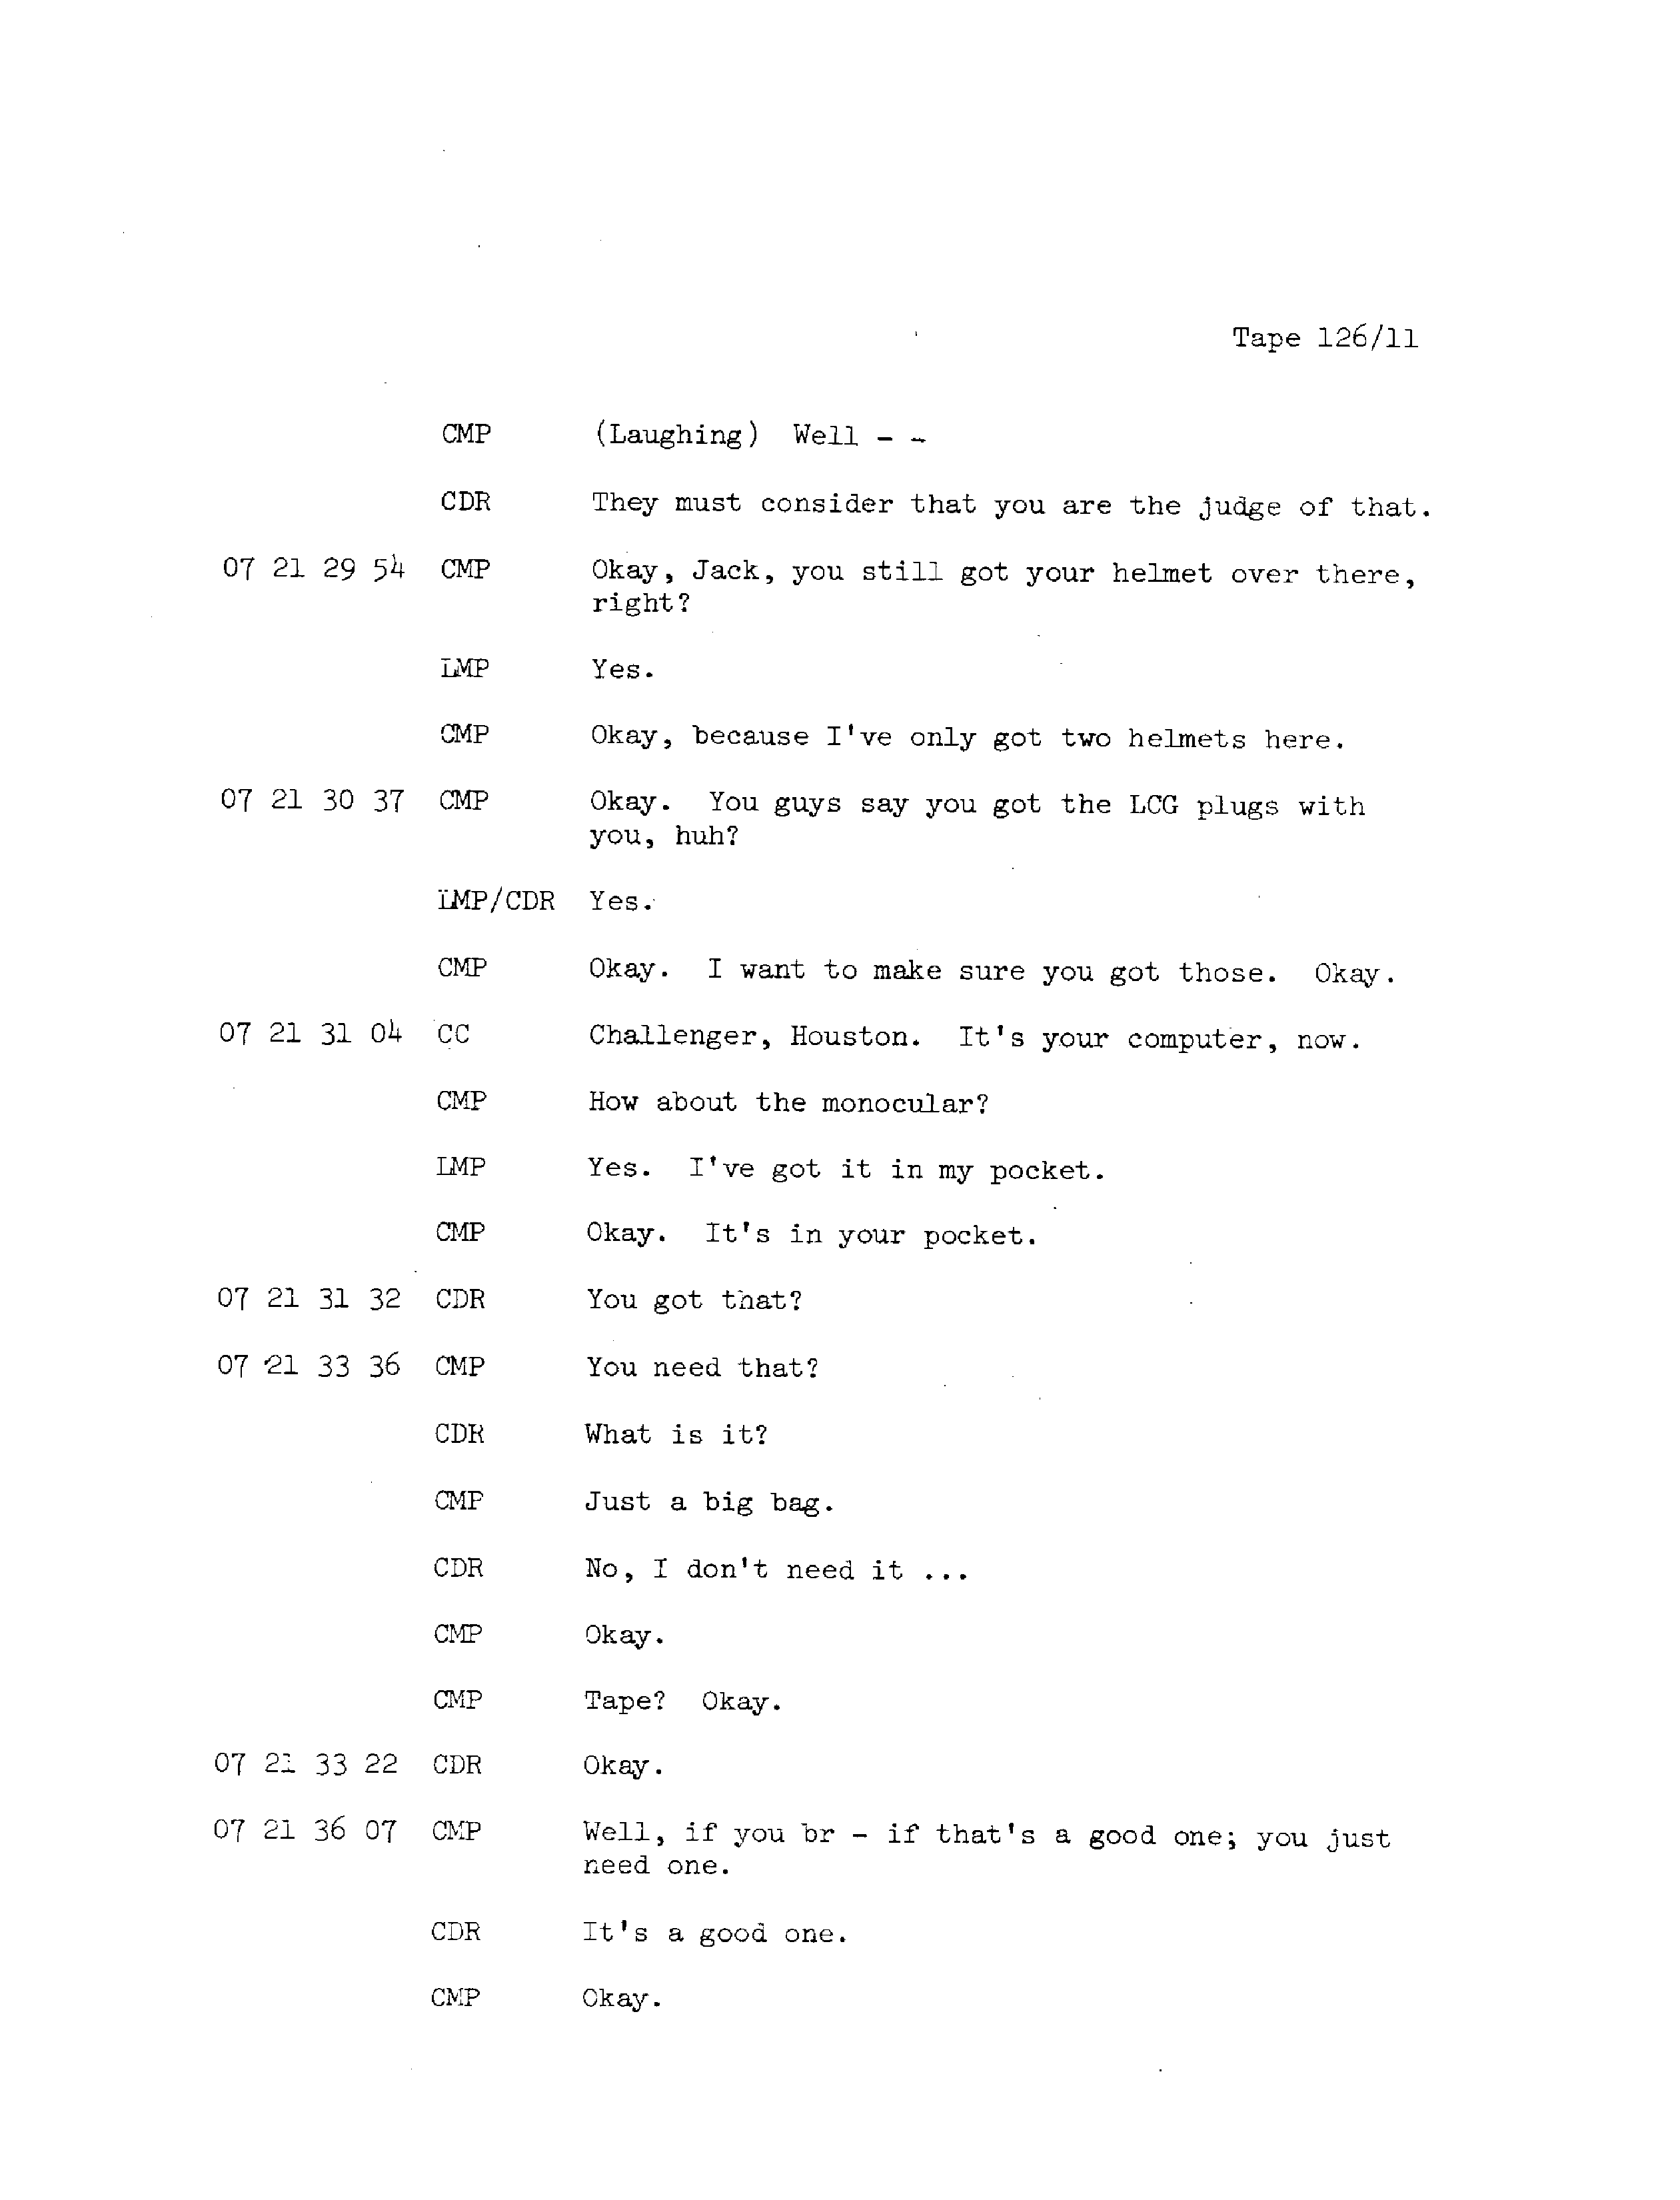 Tape 126/11
CMP (Laughing) Well - -
CDR They must consider that you are the judge of that.
07 21 29 54 CMP Okay, Jack, you still got your helmet over there,
right?
LMP Yes.
CMP Okay, because I've only got two helmets here.
07 21 30 37 CMP Okay. You guys say you got the LCG plugs with
you, huh?
LMP/CDR Yes.
CMP Okay. I want to make sure you got those. Okay.
07 21 31 04 CC Challenger, Houston. It's your computer, now.
CMP How about the monocular?
LMP Yes. I've got it in my pocket.
CMP Okay. It's in your pocket.
07 21 31 32 CDR You got that?
07 21 33 36 CMP You need that?
CDR What is it?
CMP Just a big bag.
CDR No, I don't need it ...
CMP Okay.
CMP Tape? Okay.
07 21 33 22 CDR Okay.
07 21 36 07 CMP Well, if you br - if that's a good one; you just
need one.
CDR It's a good one.
CMP Okay.